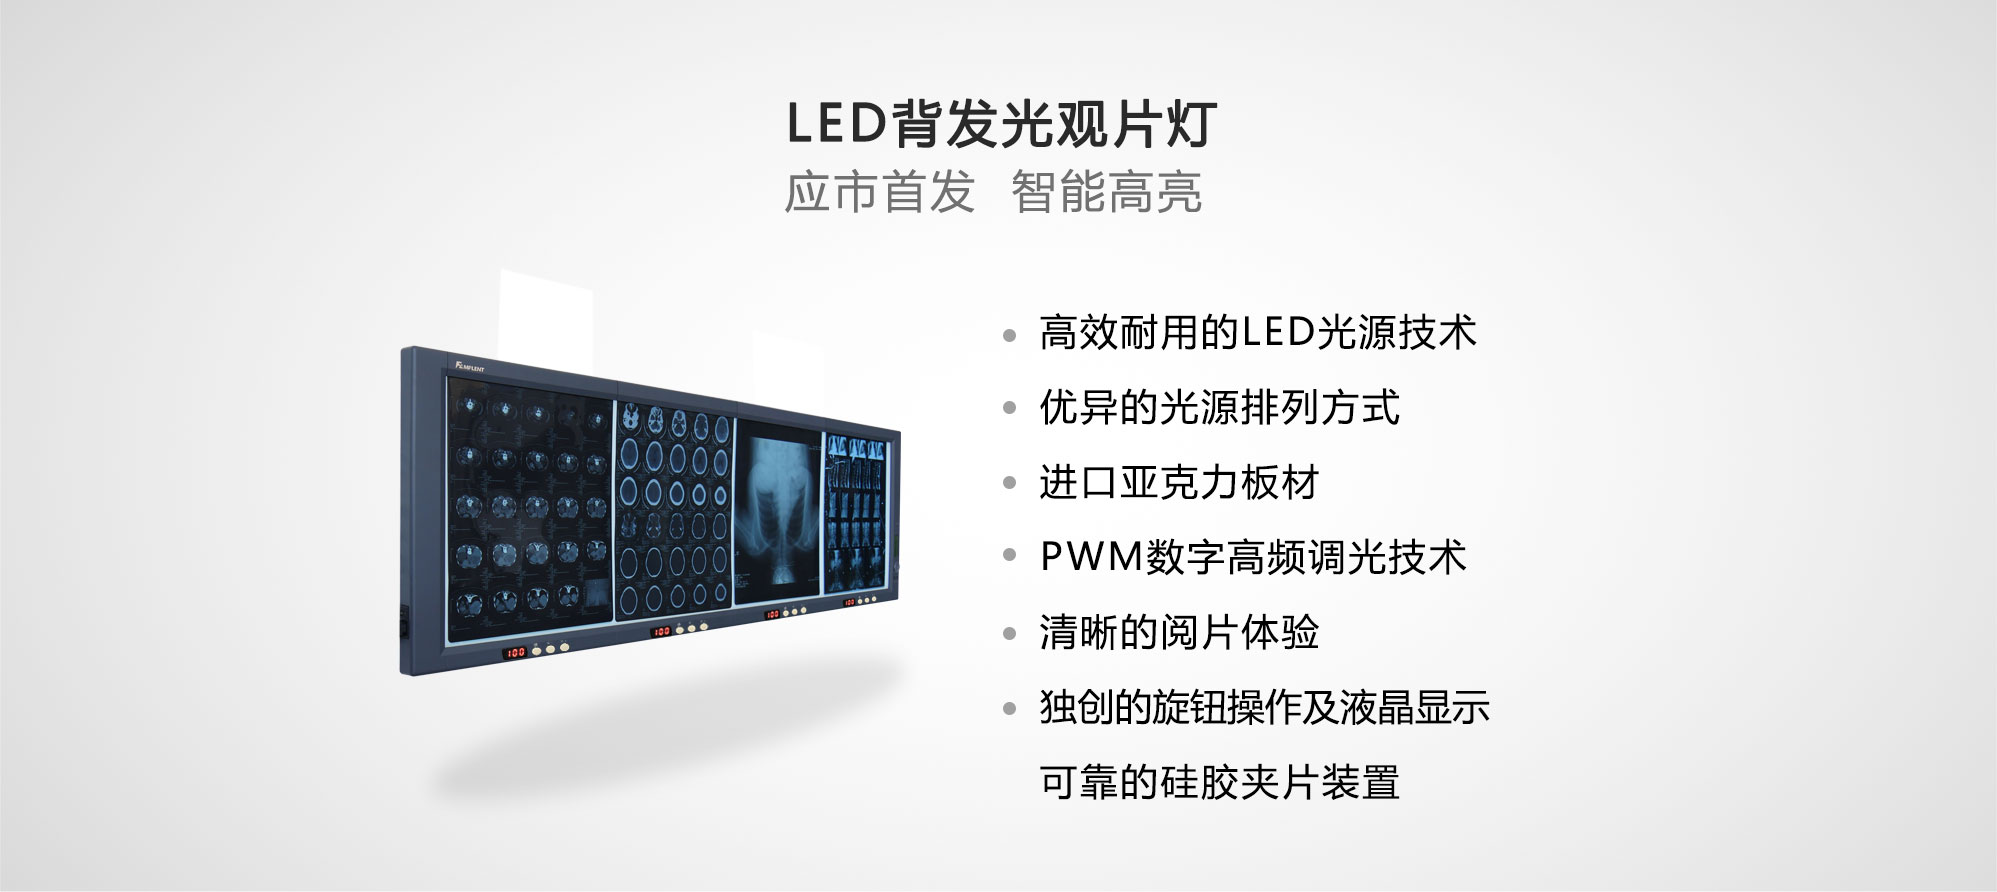 LED背发光观片灯
应市首发 智能高亮
高效耐用的LED光源技术
优异的光源排列方式
进口亚克力板材
PWM数字高频调光技术
清晰的阅片体验
独创的旋钮操作及液晶显示
可靠的硅胶夹片装置
100
100
100
100